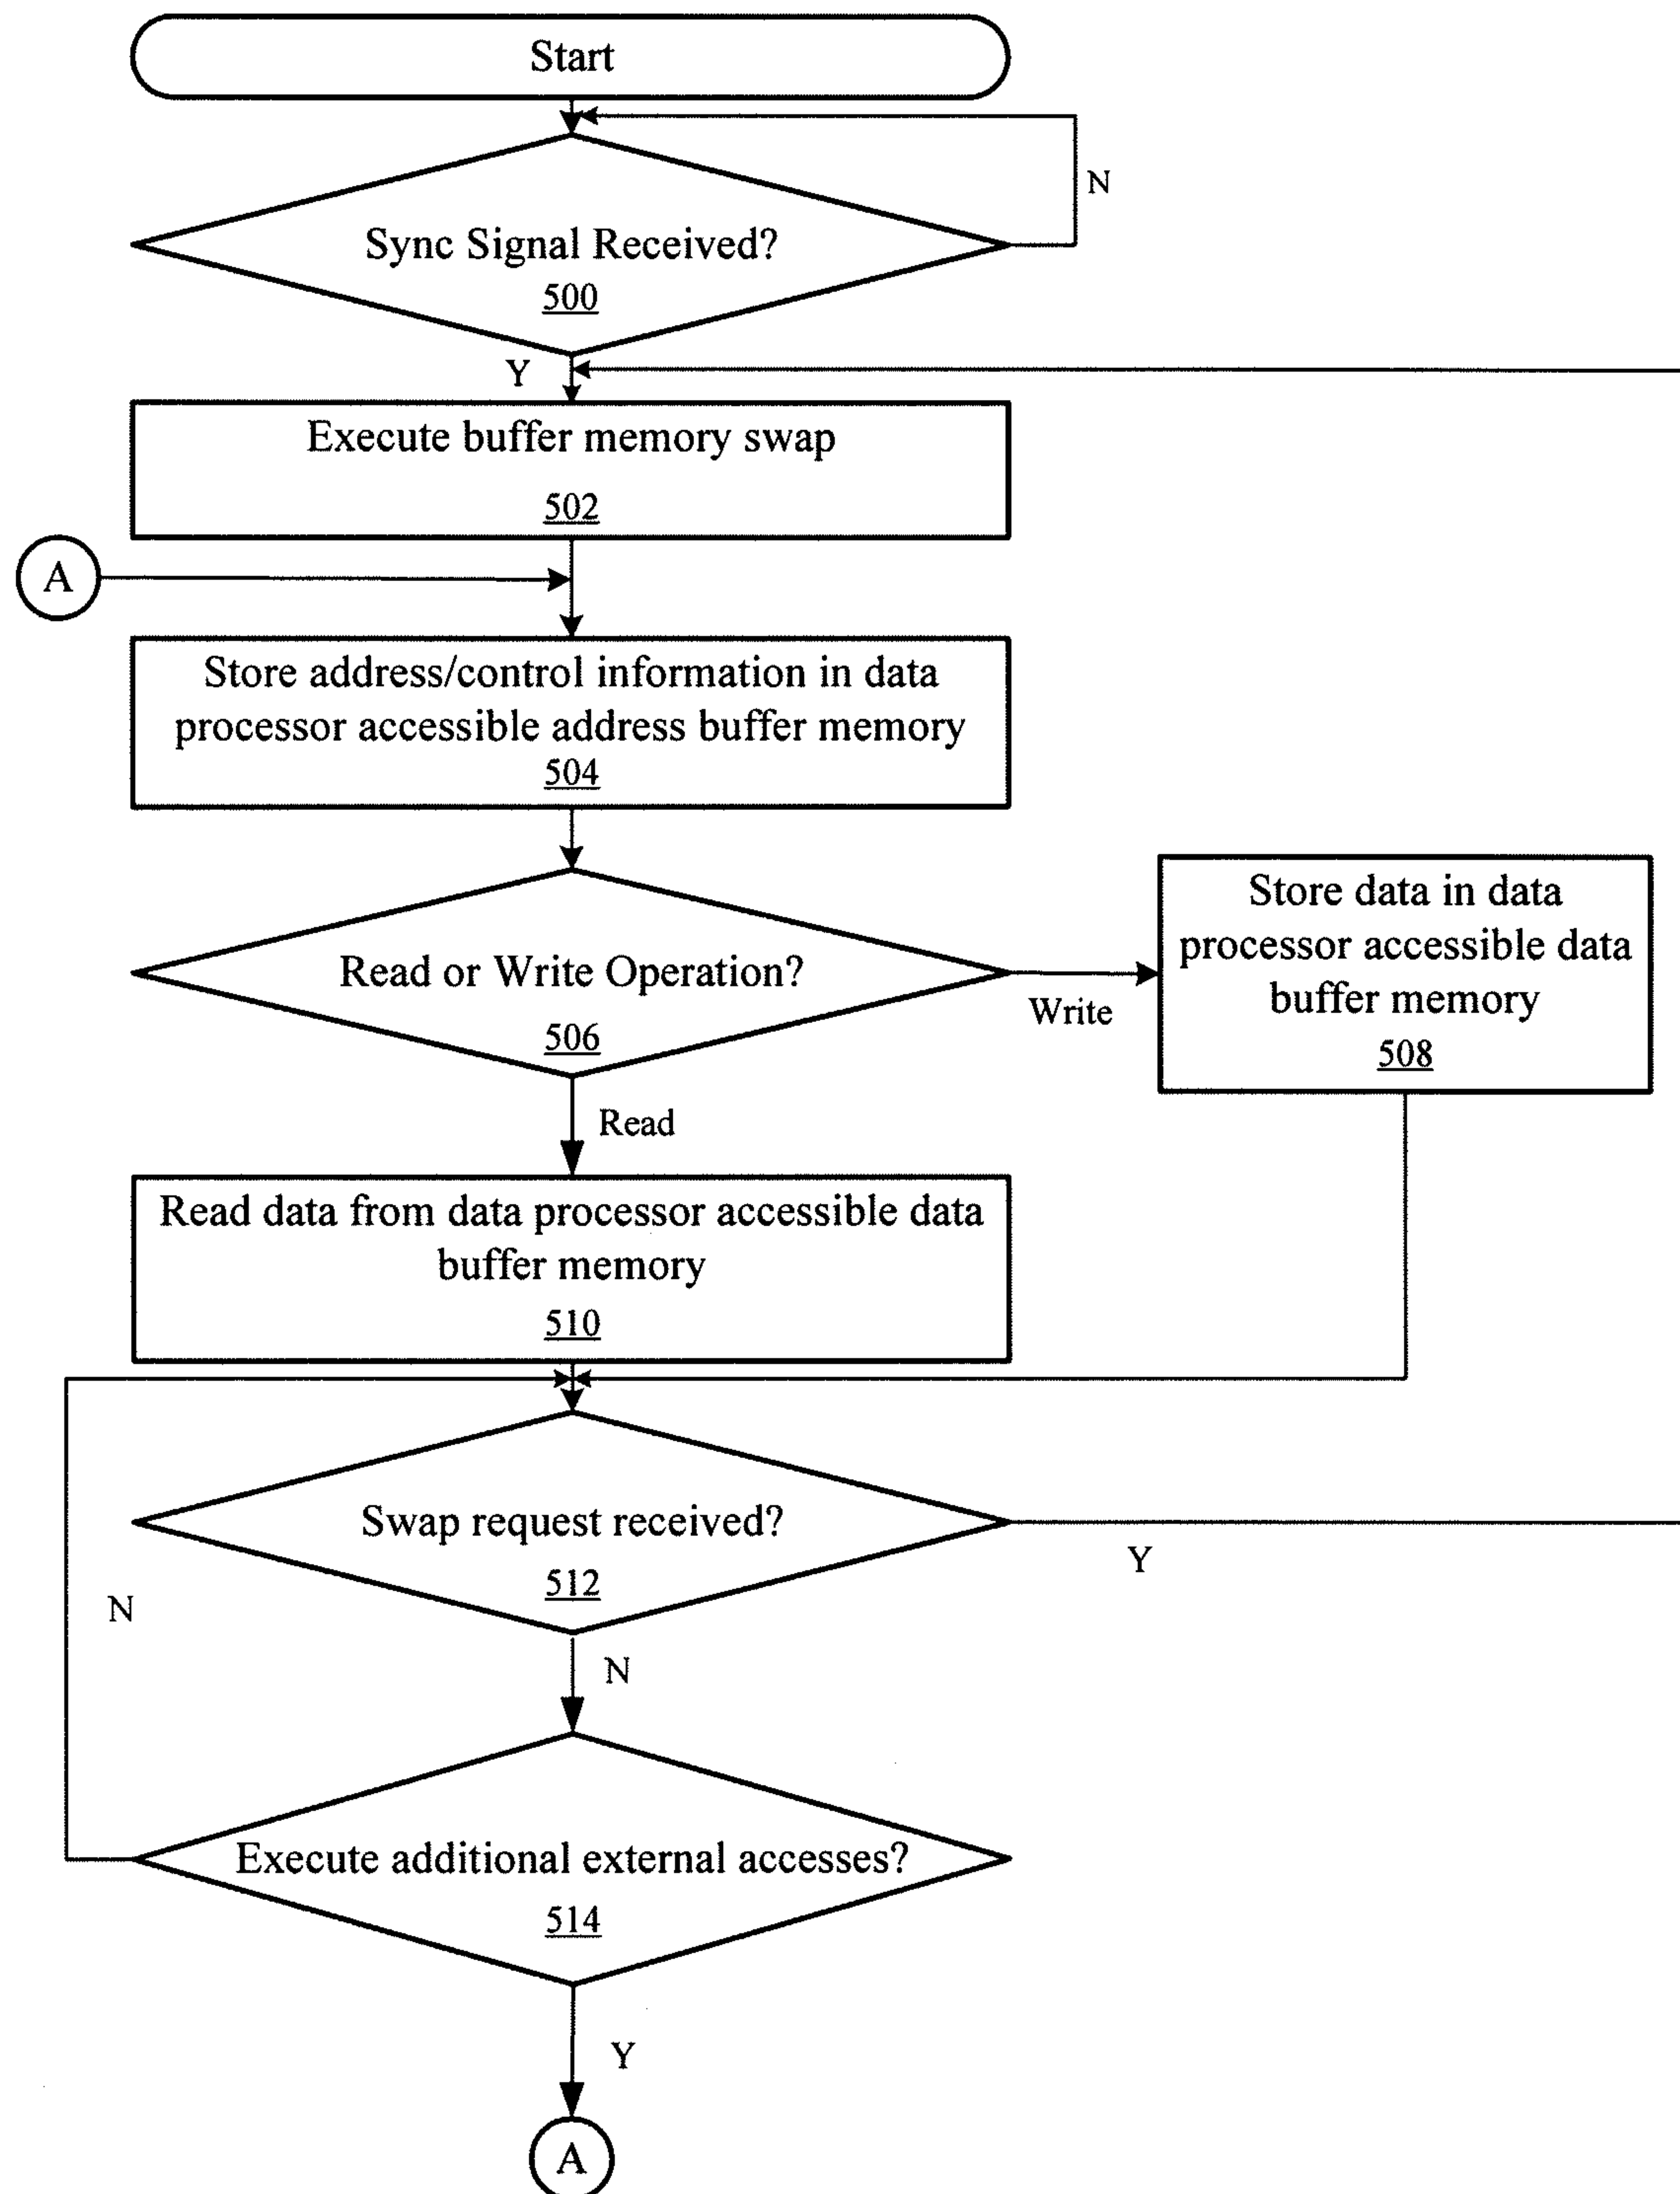 Start
N
Sync Signal Received?
500
Y
Execute buffer memory swap
502
A
Store address/control information in data
processor accessible address buffer memory
504
Read or Write Operation?
506
Write
Store data in data
processor accessible data
buffer memory
508
Read
Read data from data processor accessible data
buffer memory
510
Swap request received?
512
Y
N
N
Execute additional external accesses?
514
Y
A